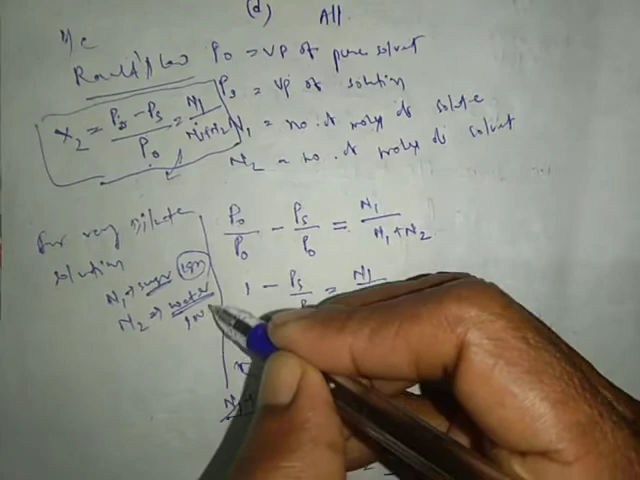 (d) All.
Raoult's law P₀ = VP of pure solvent
Ps = VP of solution
X₂ = P₀ - Ps / P₀ = N₁ / N₁+N₂
N₁ = no. of moles of solute
N₂ = no. of moles of solvent
For very dilute
solution
N₁ → sugar
N₂ → water
P₀/P₀ - Ps/P₀ = N₁ / N₁+N₂
1 - Ps/P = N₁